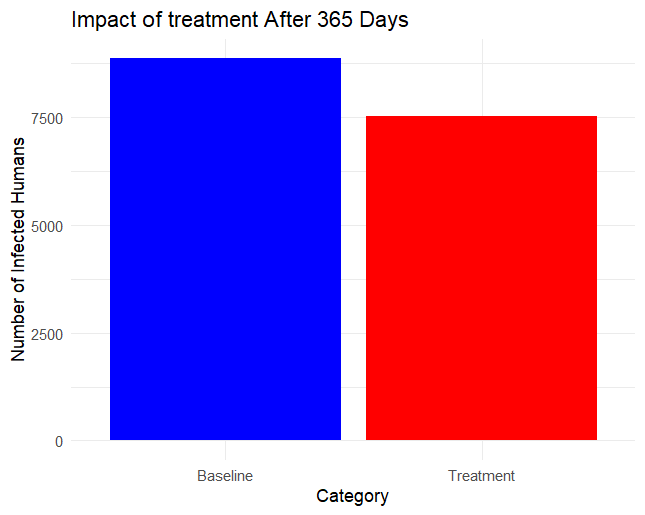 Impact of treatment After 365 Days
Number of Infected Humans
7500
5000
2500
0
Baseline
Treatment
Category